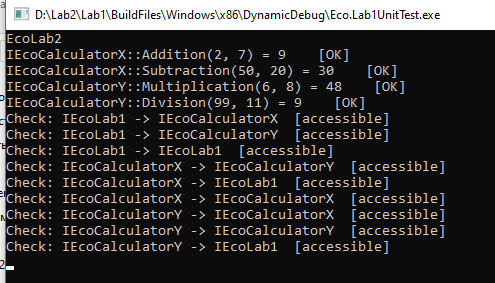 D:\Lab2\Lab1\BuildFiles\Windows\x86\DynamicDebug\Eco.Lab1UnitTest.exe
EcoLab2
IEcoCalculatorX::Addition(2, 7) = 9    [OK]
IEcoCalculatorX::Subtraction(50, 20) = 30    [OK]
IEcoCalculatorY::Multiplication(6, 8) = 48    [OK]
IEcoCalculatorY::Division(99, 11) = 9    [OK]
Check: IEcoLab1 -> IEcoCalculatorX  [accessible]
Check: IEcoLab1 -> IEcoCalculatorY  [accessible]
Check: IEcoLab1 -> IEcoLab1  [accessible]
Check: IEcoCalculatorX -> IEcoCalculatorY  [accessible]
Check: IEcoCalculatorX -> IEcoLab1  [accessible]
Check: IEcoCalculatorX -> IEcoCalculatorX  [accessible]
Check: IEcoCalculatorY -> IEcoCalculatorX  [accessible]
Check: IEcoCalculatorY -> IEcoCalculatorY  [accessible]
Check: IEcoCalculatorY -> IEcoLab1  [accessible]